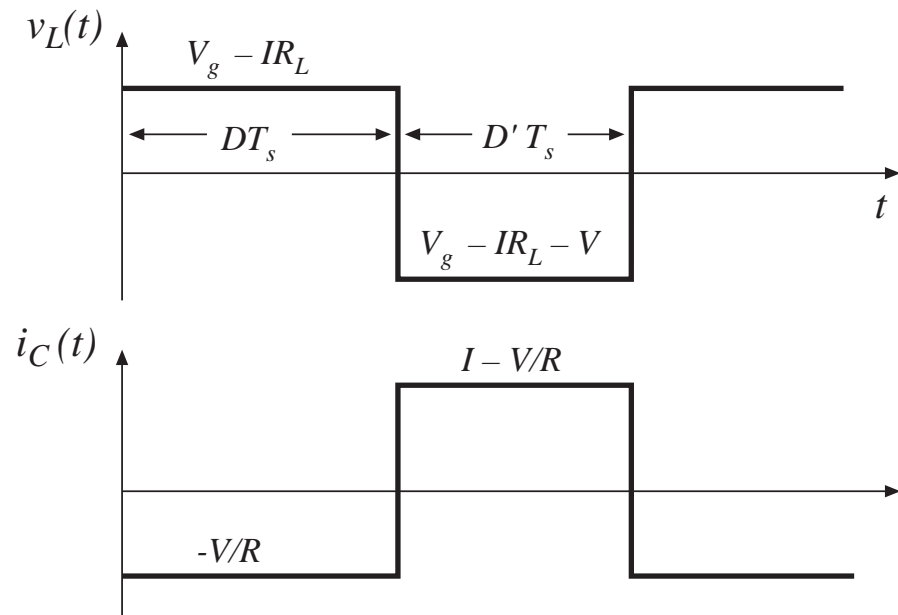 v_L(t)
V_g – IR_L
DT_s
D' T_s
t
V_g – IR_L – V
i_C(t)
I – V/R
-V/R